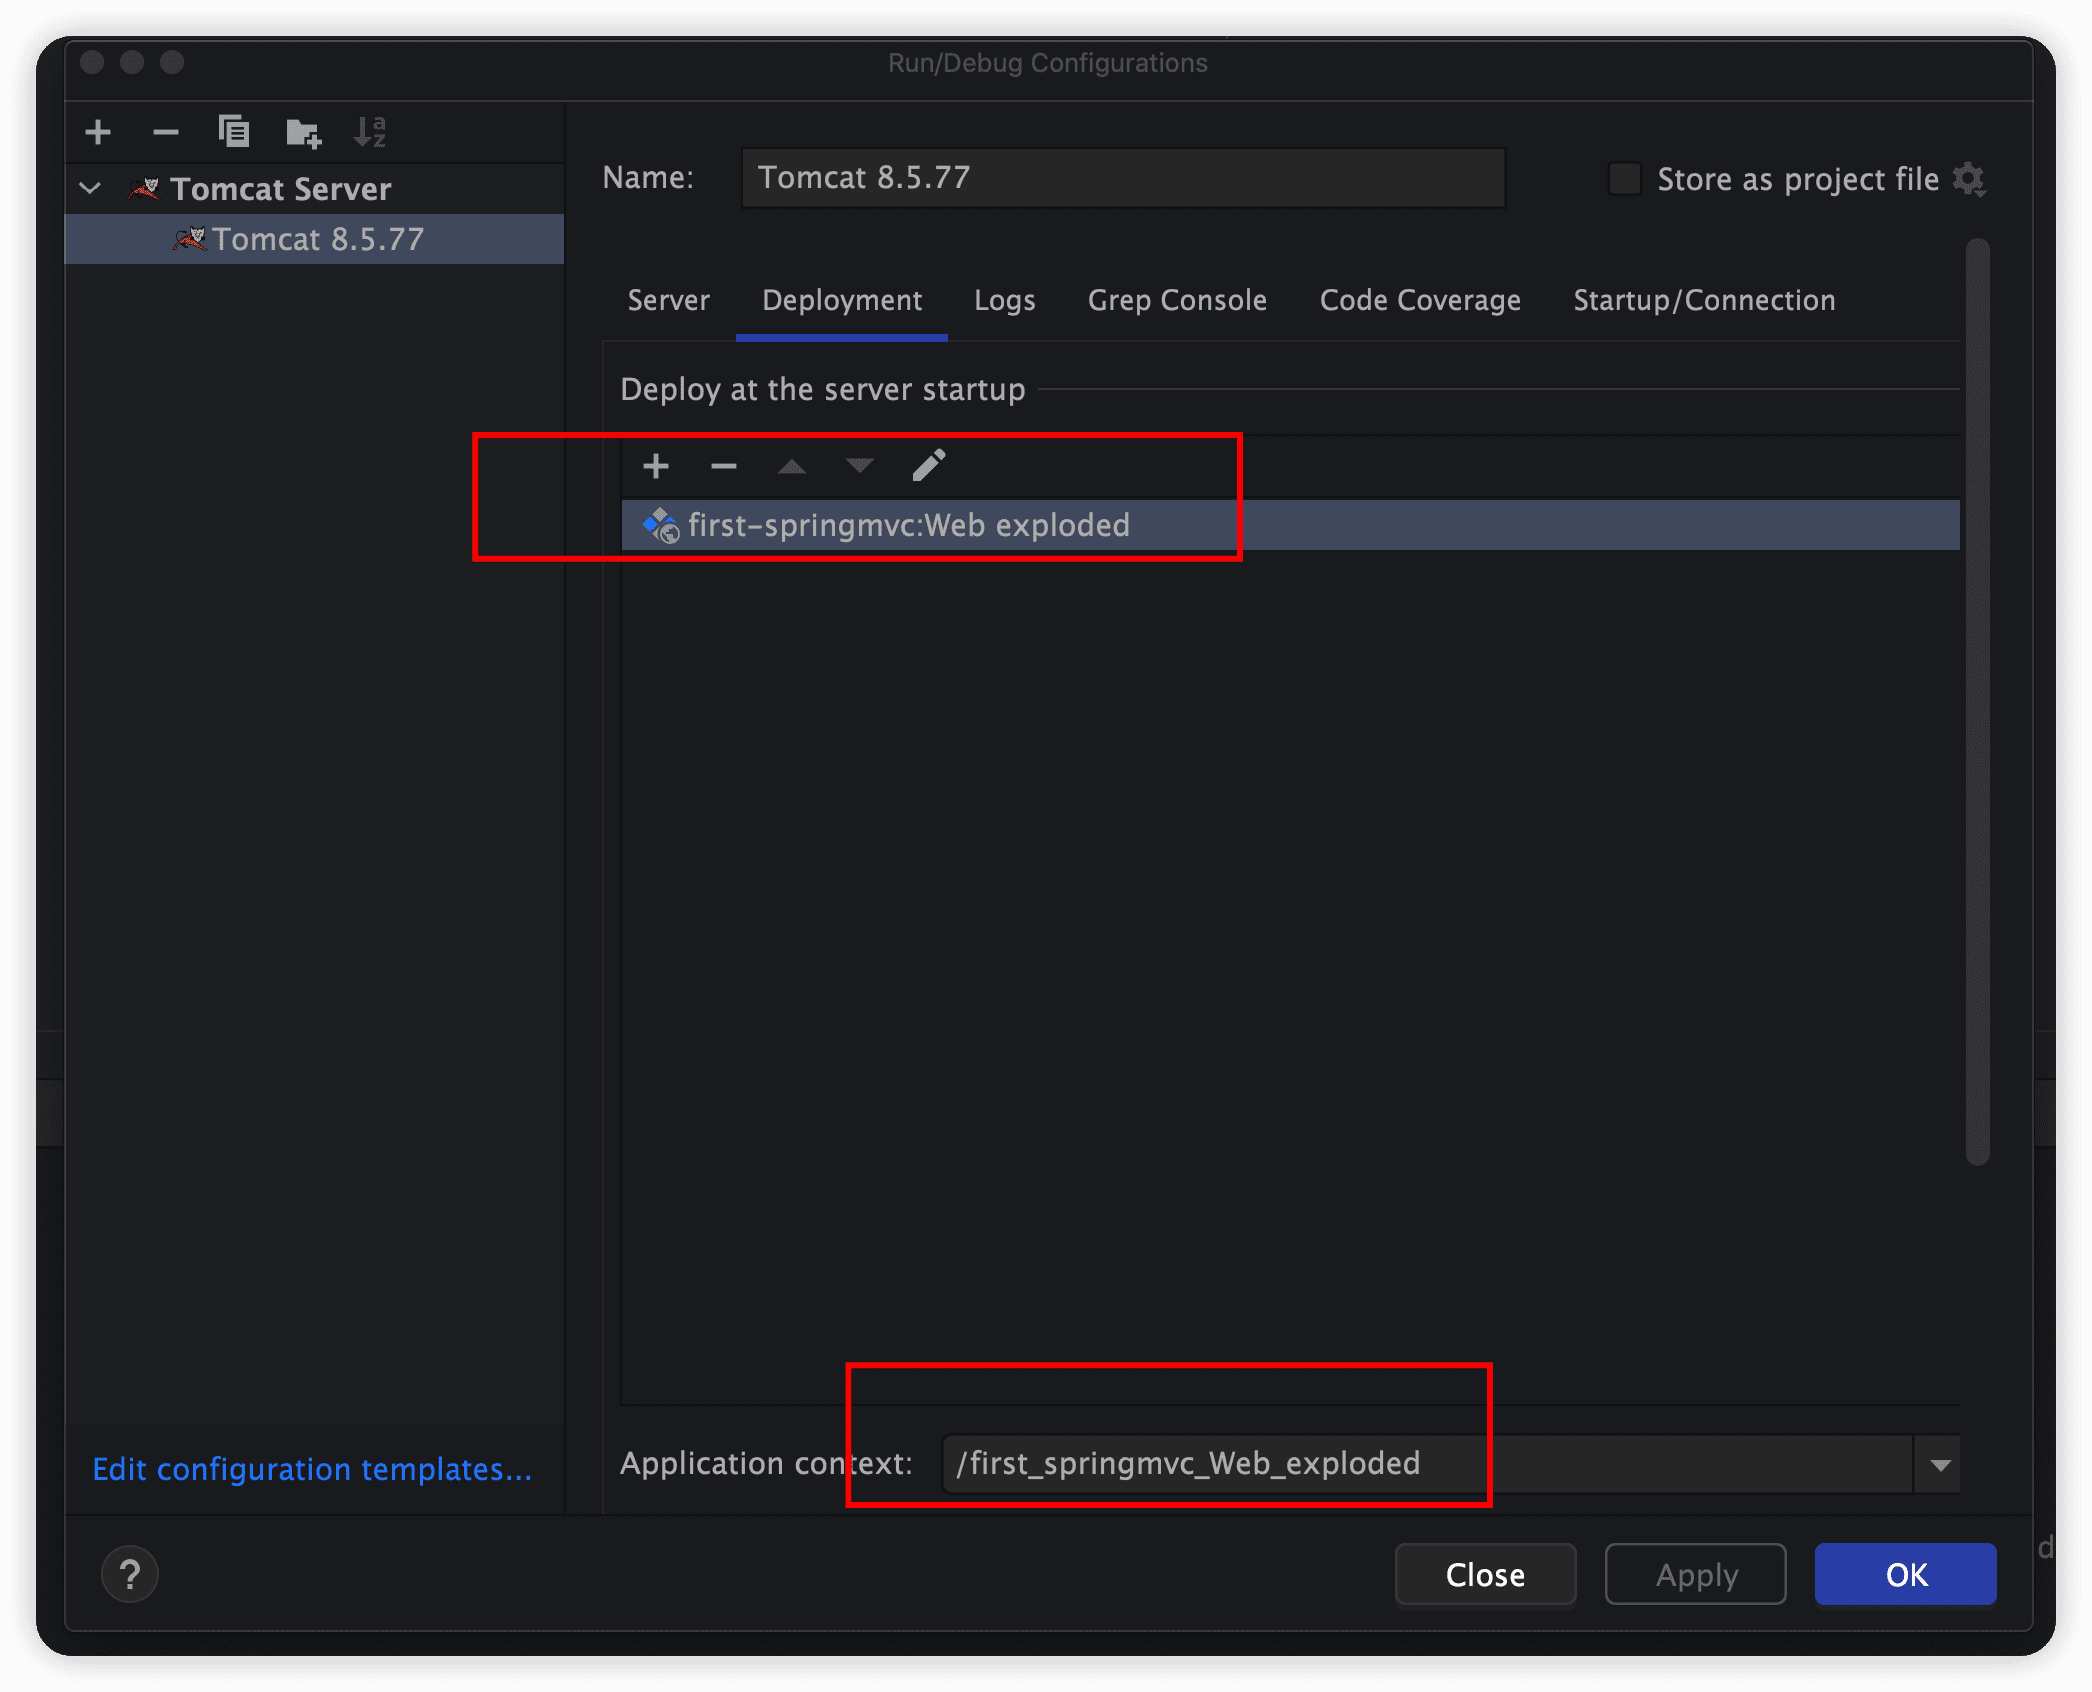 Run/Debug Configurations
Tomcat Server
Tomcat 8.5.77
Name: Tomcat 8.5.77 Store as project file
Server Deployment Logs Grep Console Code Coverage Startup/Connection
Deploy at the server startup
first-springmvc:Web exploded
Application context: /first_springmvc_Web_exploded
Edit configuration templates...
? Close Apply OK
d